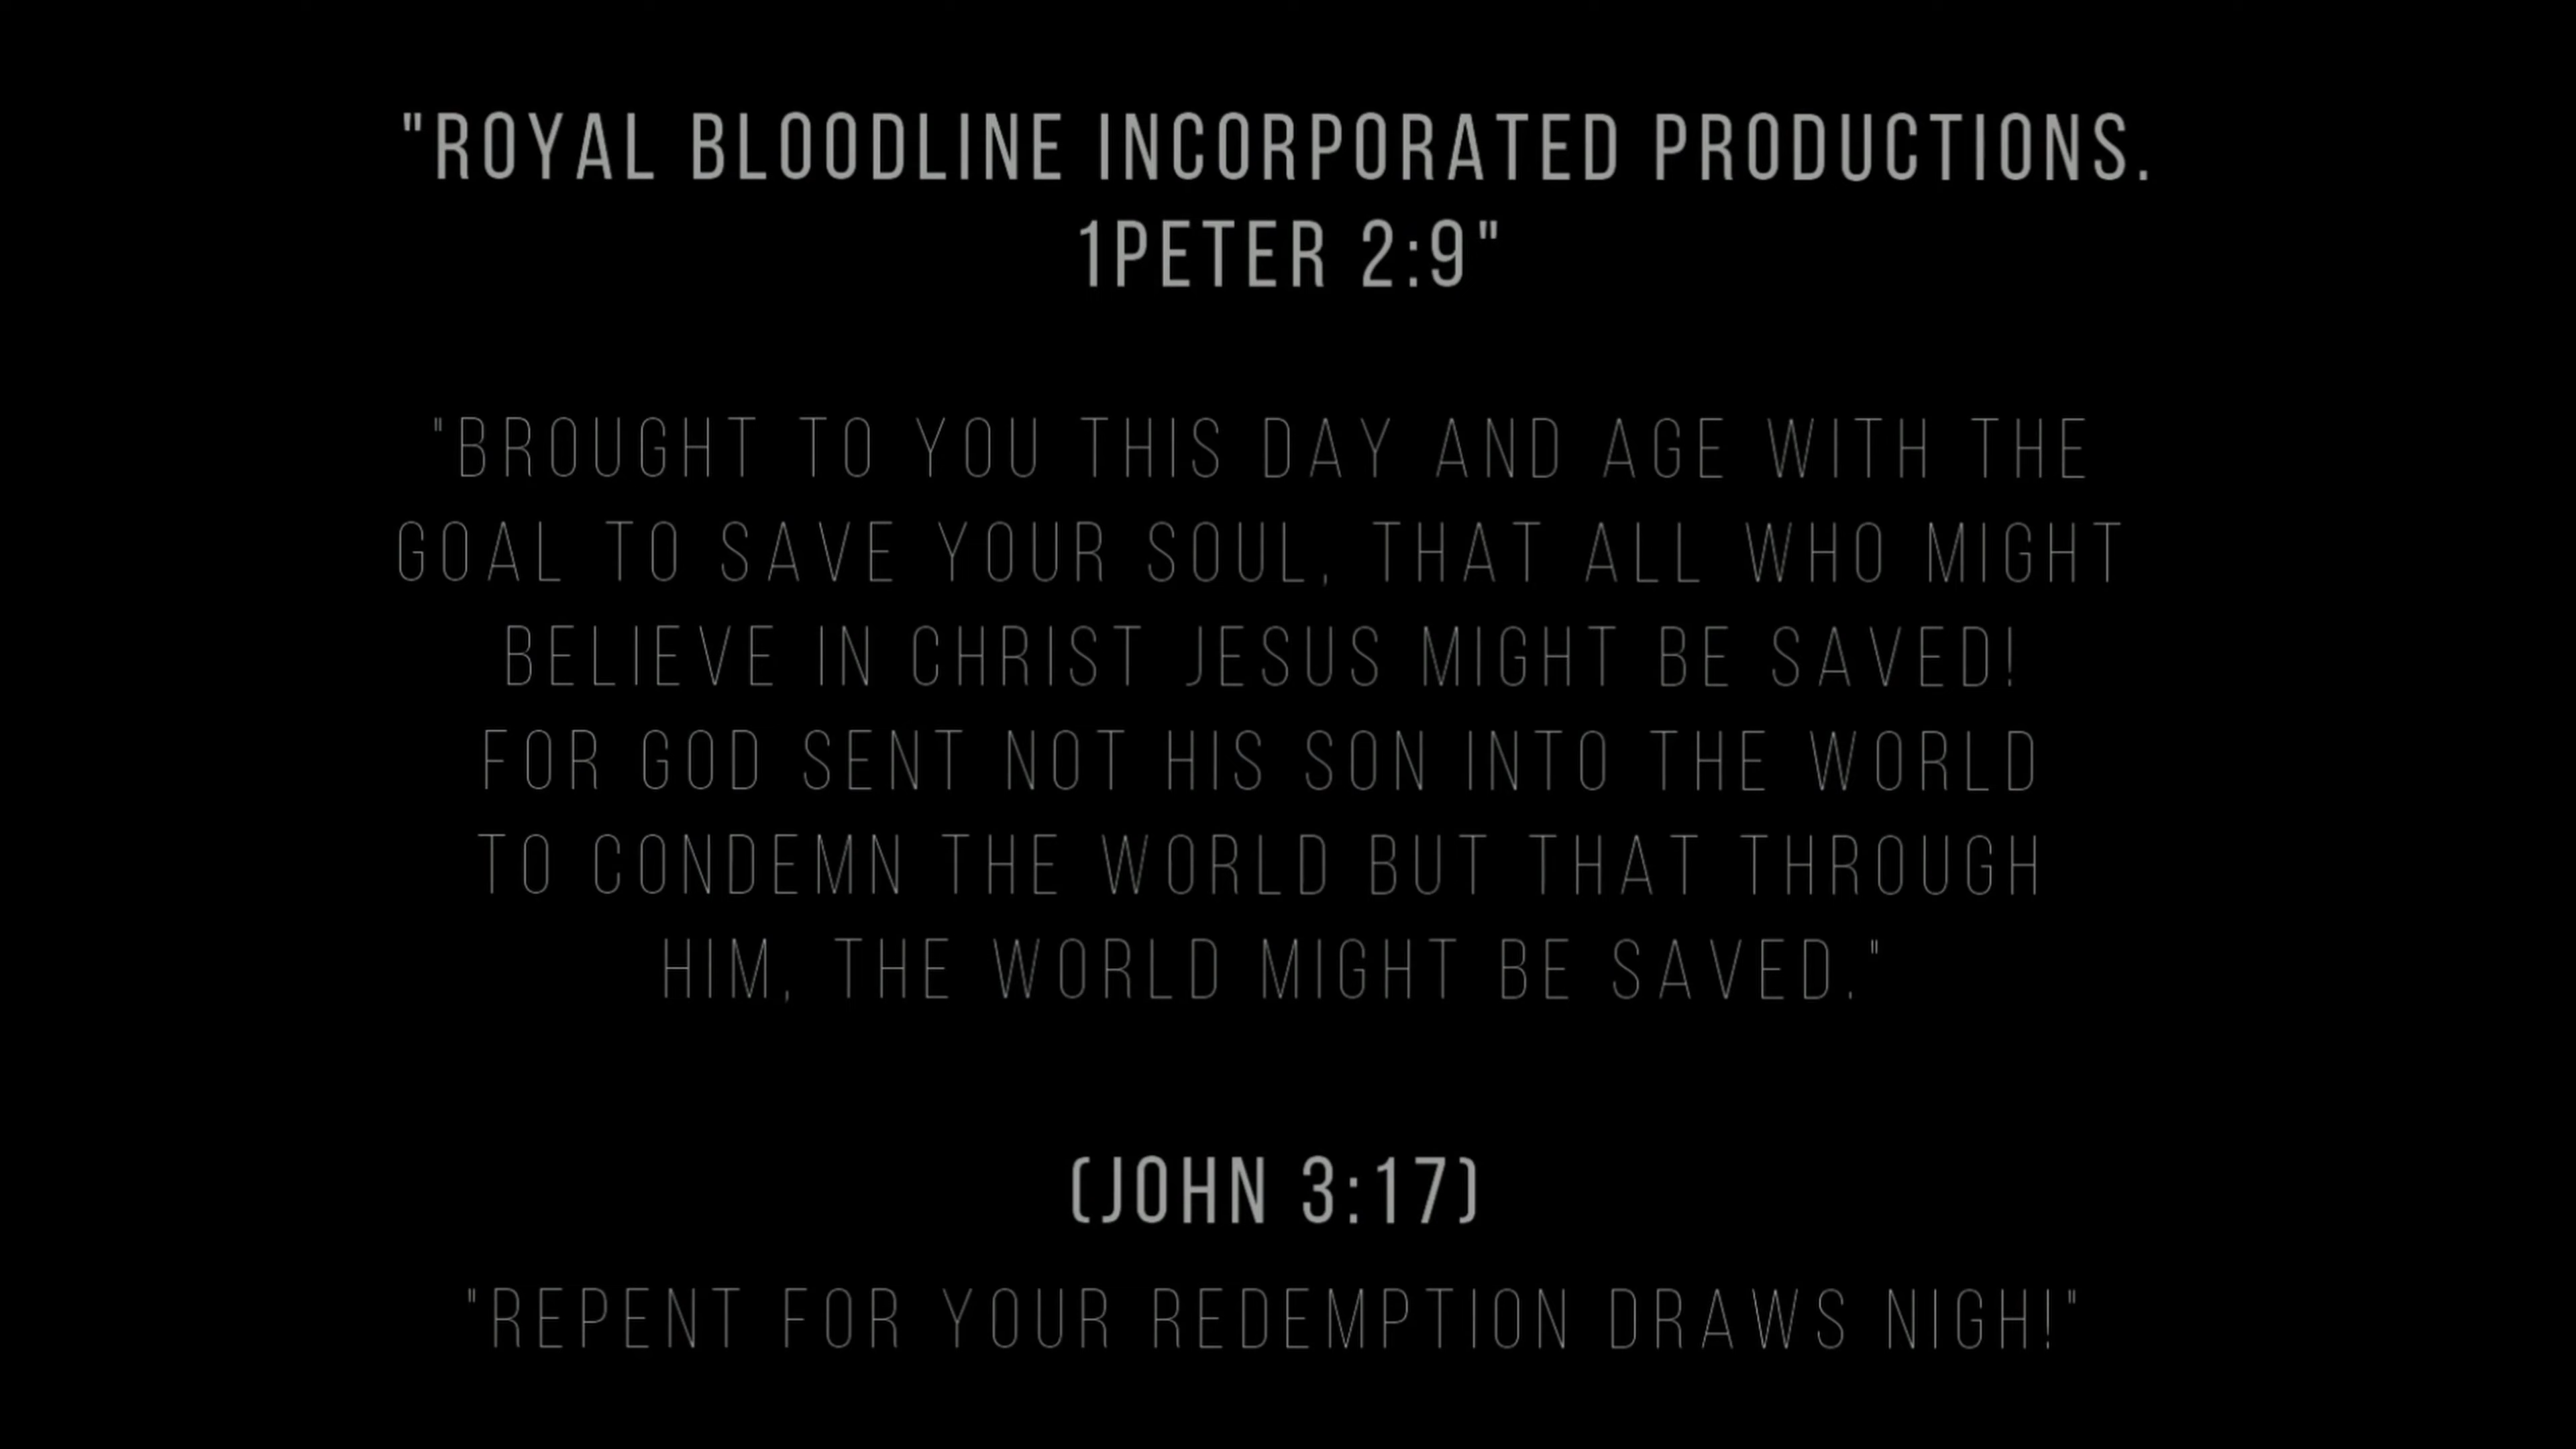 "ROYAL BLOODLINE INCORPORATED PRODUCTIONS.
1PETER 2:9"
"BROUGHT TO YOU THIS DAY AND AGE WITH THE
GOAL TO SAVE YOUR SOUL, THAT ALL WHO MIGHT
BELIEVE IN CHRIST JESUS MIGHT BE SAVED!
FOR GOD SENT NOT HIS SON INTO THE WORLD
TO CONDEMN THE WORLD BUT THAT THROUGH
HIM, THE WORLD MIGHT BE SAVED."
(JOHN 3:17)
"REPENT FOR YOUR REDEMPTION DRAWS NIGH!"